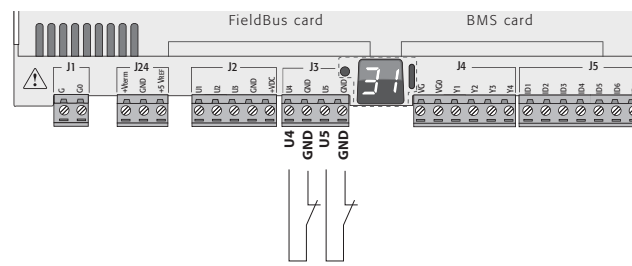 FieldBus card BMS card
J1 J24 J2 J3 J4 J5
G G0 +Vterm GND +5 VREF U1 U2 U3 GND +VDC U4 GND U5 GND VG VG0 Y1 Y2 Y3 Y4 ID1 ID2 ID3 ID4 ID5 ID6
31
U4 GND U5 GND